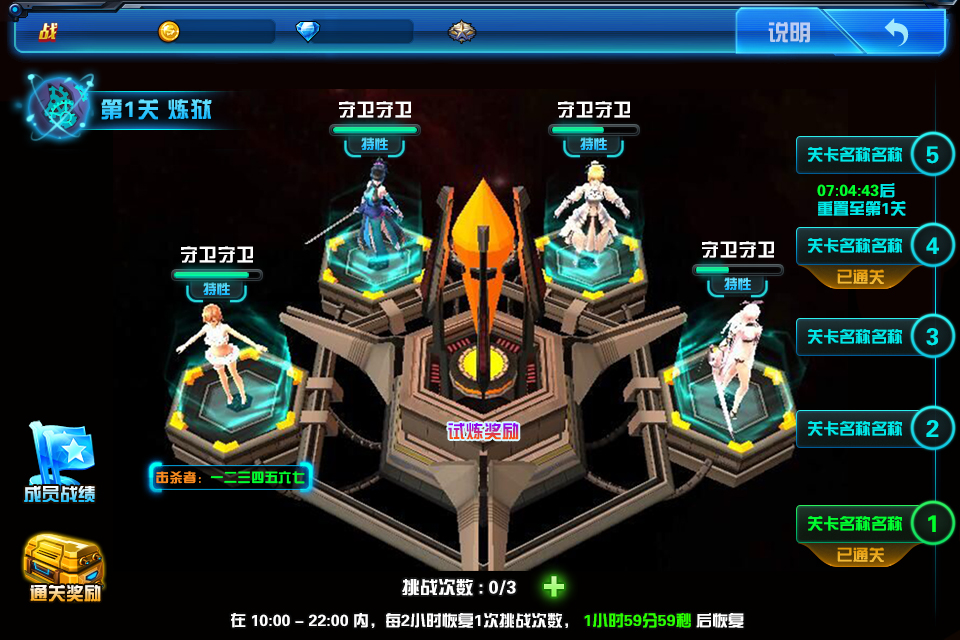 战
说明
第1关 炼狱
守卫守卫
特性
守卫守卫
特性
守卫守卫
特性
守卫守卫
特性
关卡名称名称 5
07:04:43后
重置至第1关
关卡名称名称 4
已通关
关卡名称名称 3
关卡名称名称 2
关卡名称名称 1
已通关
试炼奖励
击杀者：一二三四五六七
成员战绩
通关奖励
挑战次数 : 0/3
在 10:00 – 22:00 内，每2小时恢复1次挑战次数， 1小时59分59秒 后恢复